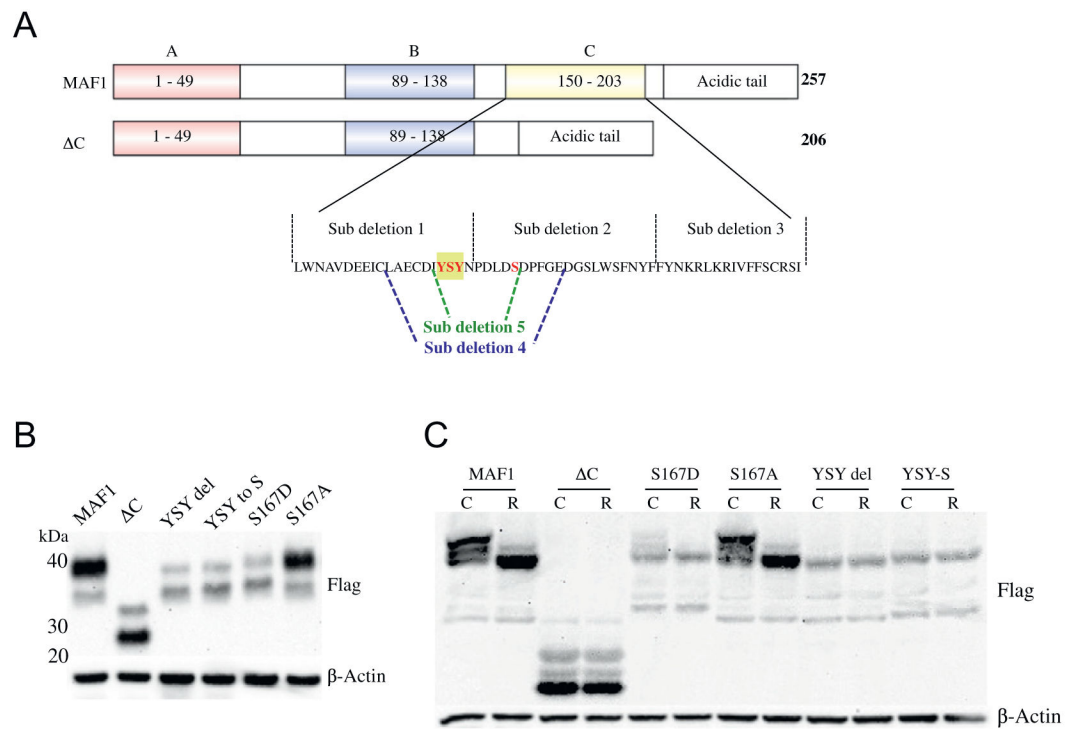 A
A B C
MAF1 1 - 49 89 - 138 150 - 203 Acidic tail 257
ΔC 1 - 49 89 - 138 Acidic tail 206
Sub deletion 1 Sub deletion 2 Sub deletion 3
LWNAVDEEICLAECDIYSYNPDLDSDPFGEDGSLWSFNYFFYNKRLKRIVFFSCRSI
Sub deletion 5
Sub deletion 4
B
MAF1 ΔC YSY del YSY to S S167D S167A
kDa
40
Flag
30
20
β-Actin
C
MAF1 ΔC S167D S167A YSY del YSY-S
C R C R C R C R C R C R
Flag
β-Actin